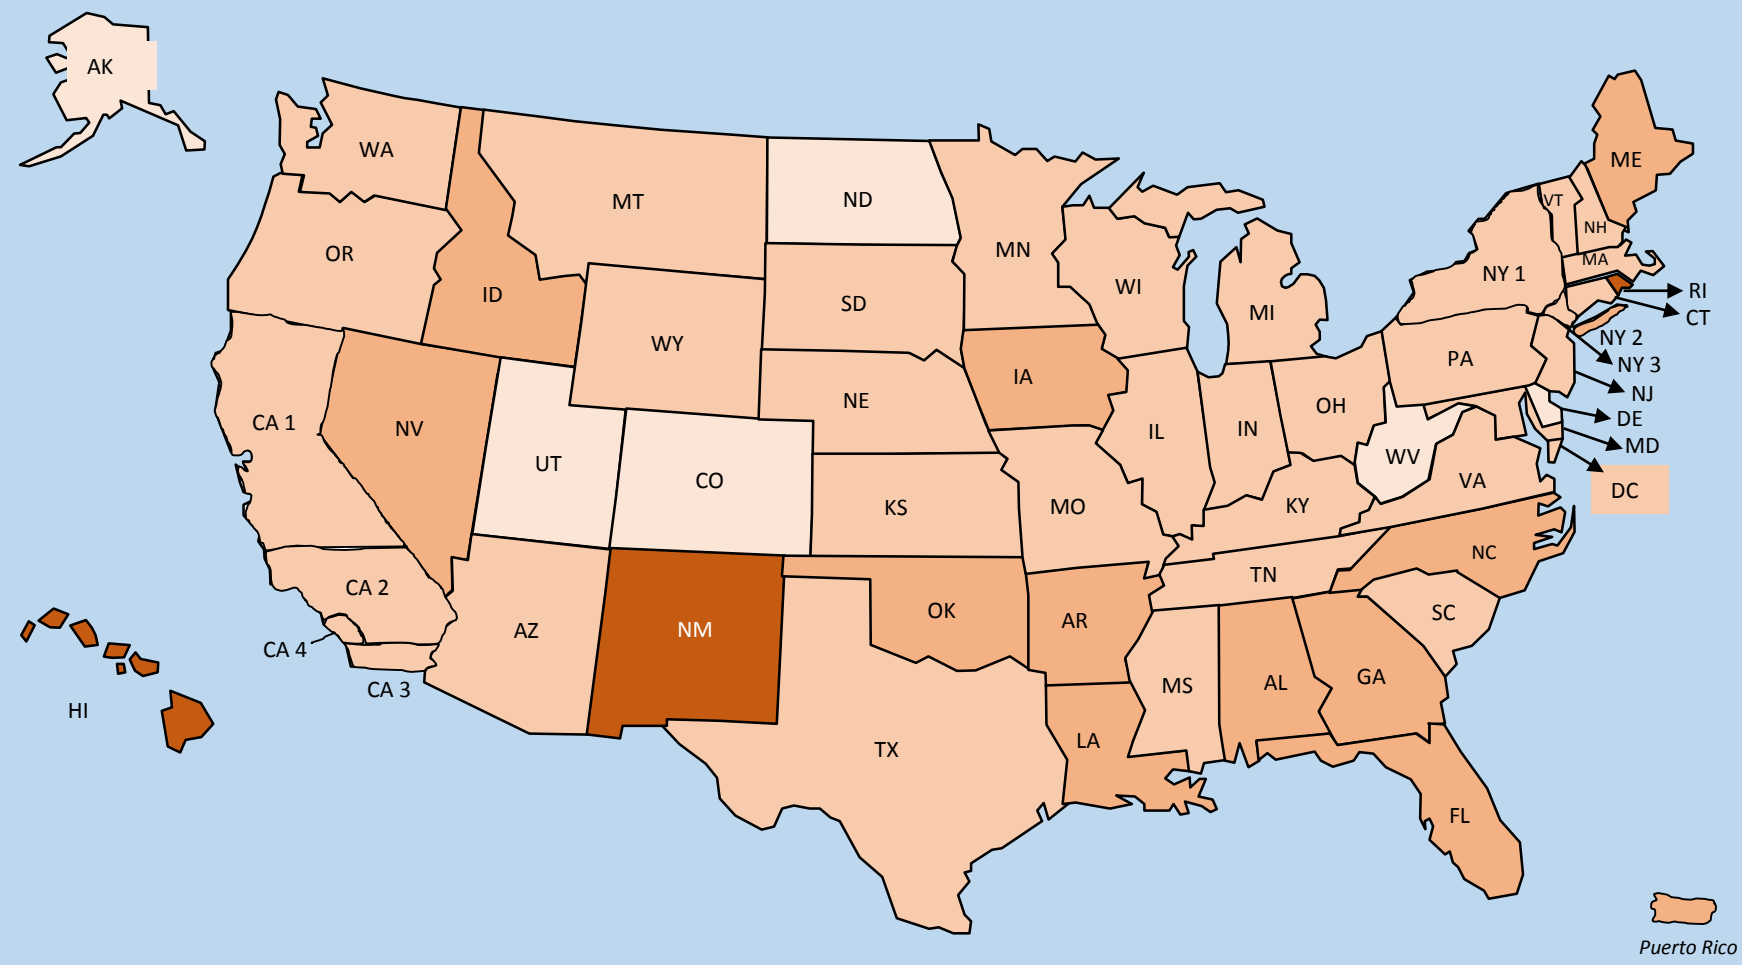 AK
WA
MT
ND
MN
ME
VT
NH
OR
ID
WY
SD
WI
MI
NY 1
MA
RI
CT
NY 2
NY 3
NJ
DE
MD
DC
PA
CA 1
NV
UT
CO
NE
IA
IL
IN
OH
WV
VA
KS
MO
KY
CA 2
CA 4
CA 3
AZ
NM
OK
AR
TN
NC
SC
HI
TX
LA
MS
AL
GA
FL
Puerto Rico